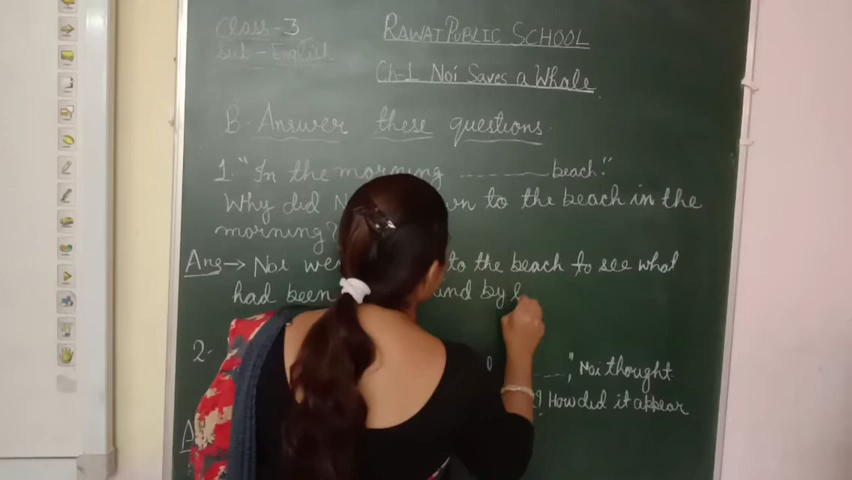 Class-3
RAWAT PUBLIC SCHOOL
Sub-English
Ch-1 Noi Saves a Whale
B-Answer these questions.
1. "In the morning ---------- beach."
Why did N wn to the beach in the
morning?
Ans→ Noi we to the beach to see what
had been und by
2.
," Noi thought
? How did it appear